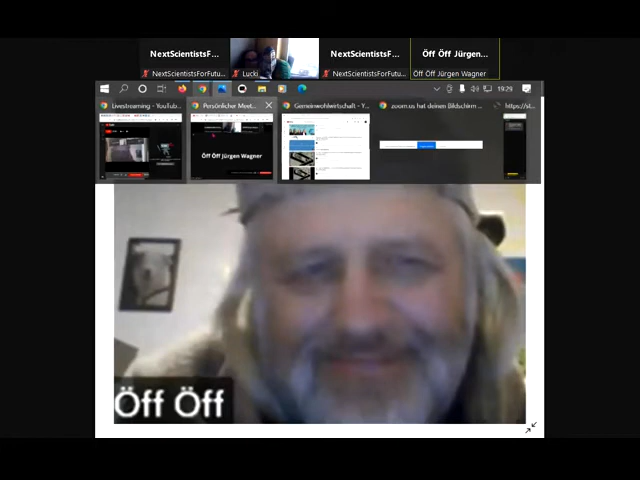 NextScientistsF...
NextScientistsF...
Öff Öff Jürgen...
NextScientistsForFutu...
Lucki
NextScientistsForFutu...
Öff Öff Jürgen Wagner
19:29
Livestreaming - YouTub...
Persönlicher Meet...
Gemeinwohlwirtschaft - Y...
zoom.us hat deinen Bildschirm ...
https://st...
Öff Öff Jürgen Wagner
Öff Öff